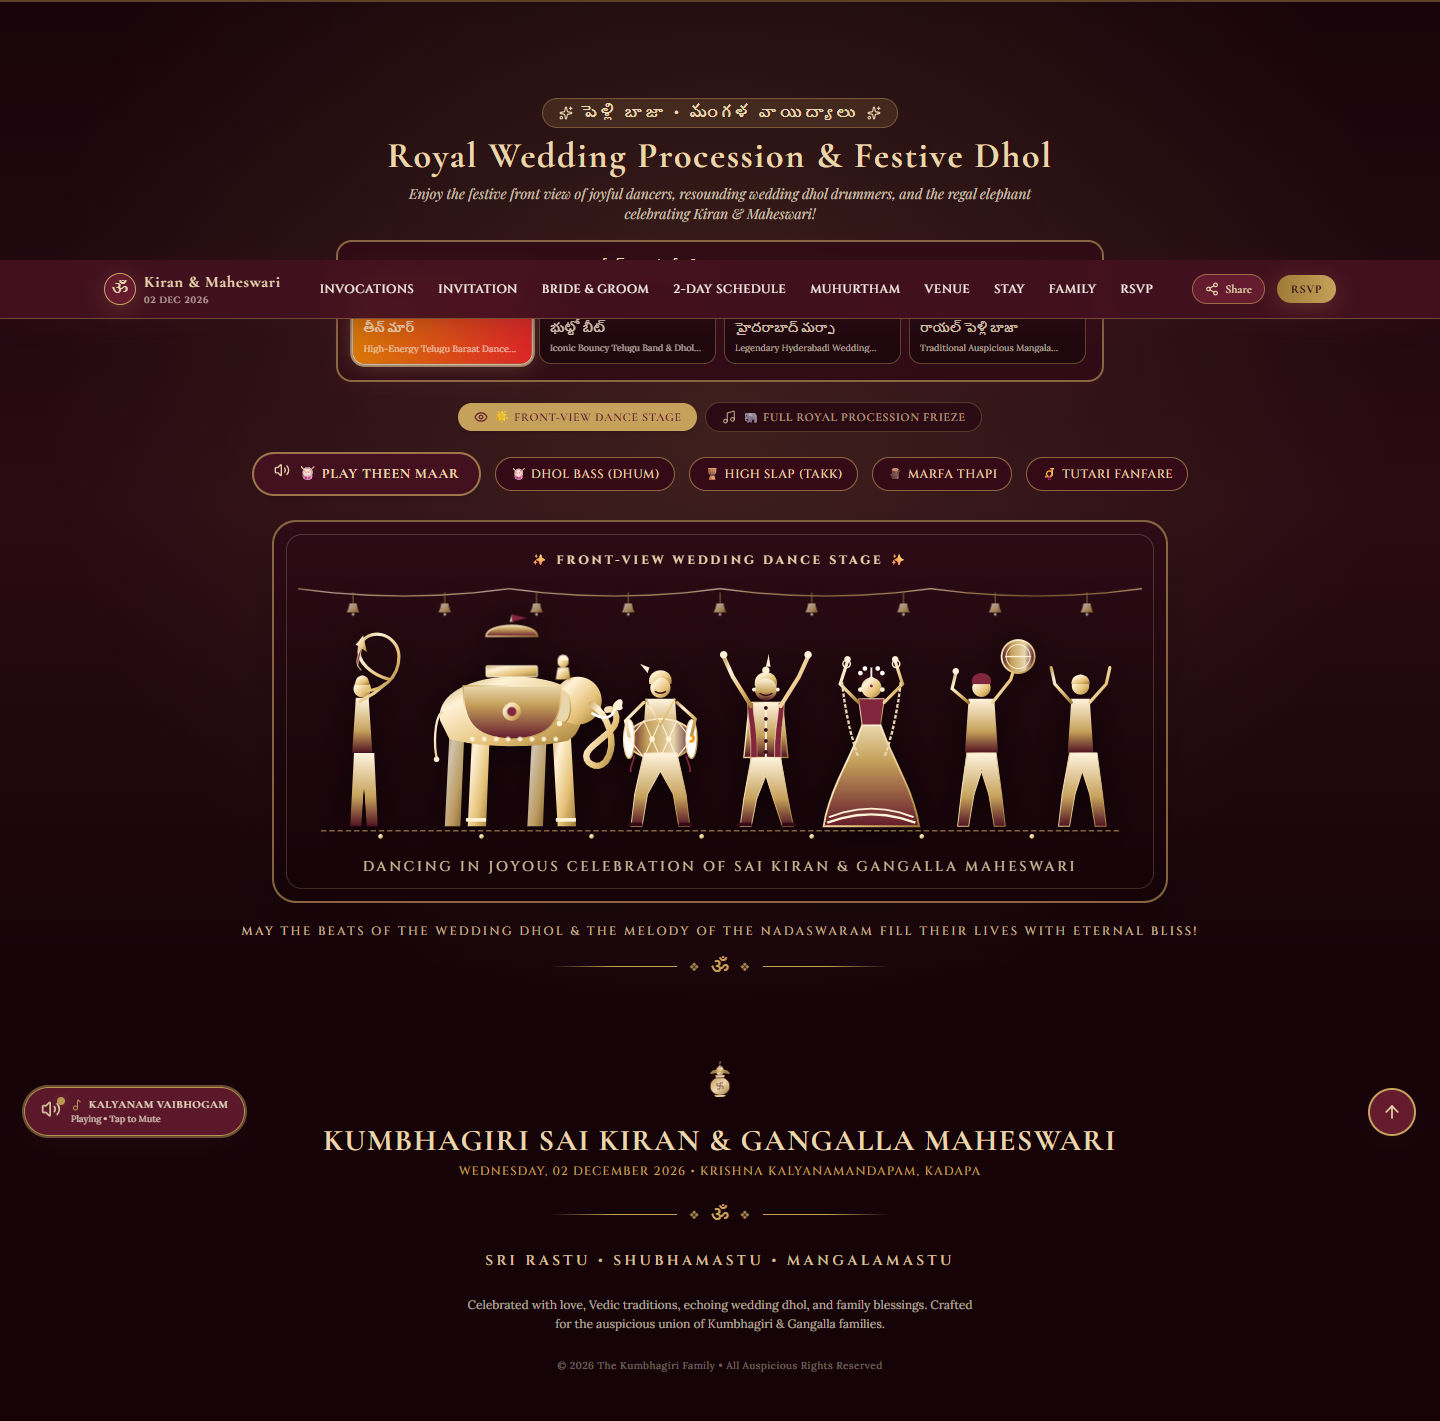 పెళ్లి బాజా • మంగళ వాయిద్యాలు
Royal Wedding Procession & Festive Dhol
Enjoy the festive front view of joyful dancers, resounding wedding dhol drummers, and the regal elephant
celebrating Kiran & Maheswari!
ॐ
Kiran & Maheswari
02 DEC 2026
INVOCATIONS
INVITATION
BRIDE & GROOM
2-DAY SCHEDULE
MUHURTHAM
VENUE
STAY
FAMILY
RSVP
Share
RSVP
తీన్ మార్
High-Energy Telugu Baraat Dance...
భుట్టో బీట్
Iconic Bouncy Telugu Band & Dhol...
హైదరాబాద్ మర్ఫా
Legendary Hyderabadi Wedding...
రాయల్ పెళ్లి బాజా
Traditional Auspicious Mangala...
FRONT-VIEW DANCE STAGE
FULL ROYAL PROCESSION FRIEZE
PLAY THEEN MAAR
DHOL BASS (DHUM)
HIGH SLAP (TAKK)
MARFA THAPI
TUTARI FANFARE
FRONT-VIEW WEDDING DANCE STAGE
DANCING IN JOYOUS CELEBRATION OF SAI KIRAN & GANGALLA MAHESWARI
MAY THE BEATS OF THE WEDDING DHOL & THE MELODY OF THE NADASWARAM FILL THEIR LIVES WITH ETERNAL BLISS!
ॐ
KALYANAM VAIBHOGAM
Playing • Tap to Mute
KUMBHAGIRI SAI KIRAN & GANGALLA MAHESWARI
WEDNESDAY, 02 DECEMBER 2026 • KRISHNA KALYANAMANDAPAM, KADAPA
ॐ
SRI RASTU • SHUBHAMASTU • MANGALAMASTU
Celebrated with love, Vedic traditions, echoing wedding dhol, and family blessings. Crafted
for the auspicious union of Kumbhagiri & Gangalla families.
© 2026 The Kumbhagiri Family • All Auspicious Rights Reserved